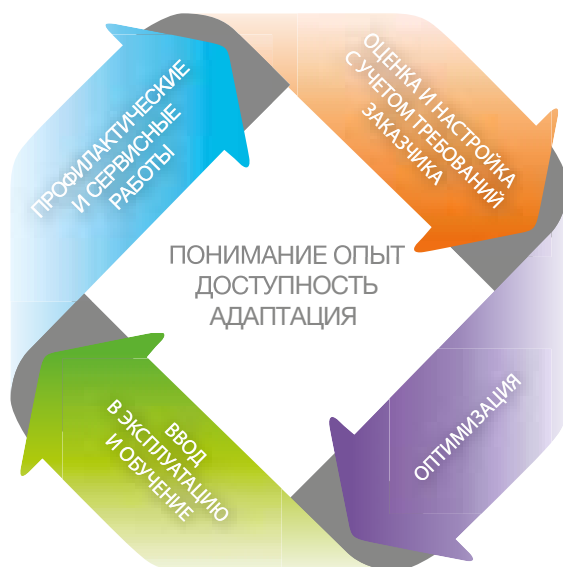 ПРОФИЛАКТИЧЕСКИЕ
И СЕРВИСНЫЕ
РАБОТЫ
ОЦЕНКА И НАСТРОЙКА
С УЧЕТОМ ТРЕБОВАНИЙ
ЗАКАЗЧИКА
ПОНИМАНИЕ ОПЫТ
ДОСТУПНОСТЬ
АДАПТАЦИЯ
ОПТИМИЗАЦИЯ
ВВОД
В ЭКСПЛУАТАЦИЮ
И ОБУЧЕНИЕ